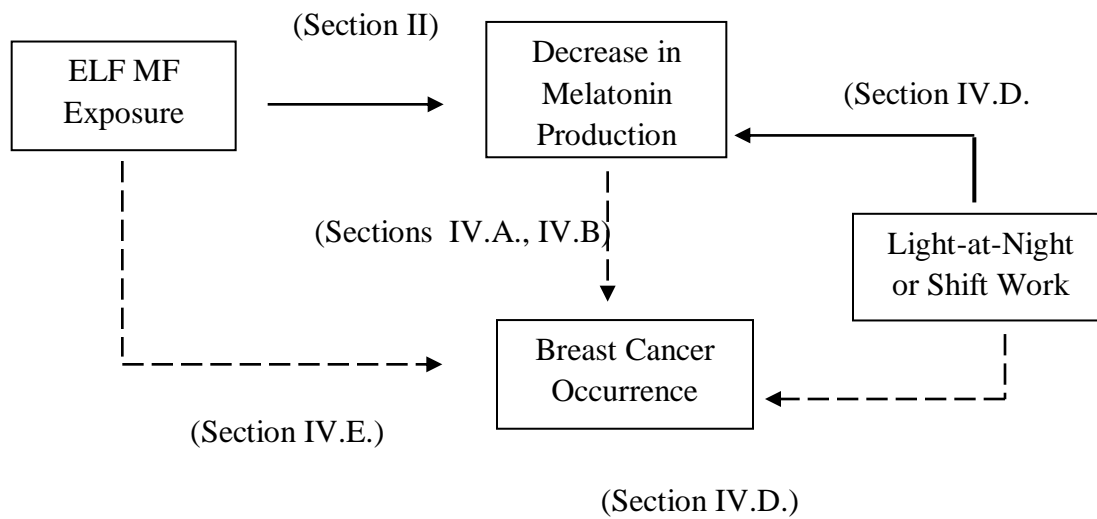 (Section II)
ELF MF
Exposure
Decrease in
Melatonin
Production
(Section IV.D.
(Sections IV.A., IV.B)
Light-at-Night
or Shift Work
Breast Cancer
Occurrence
(Section IV.E.)
(Section IV.D.)